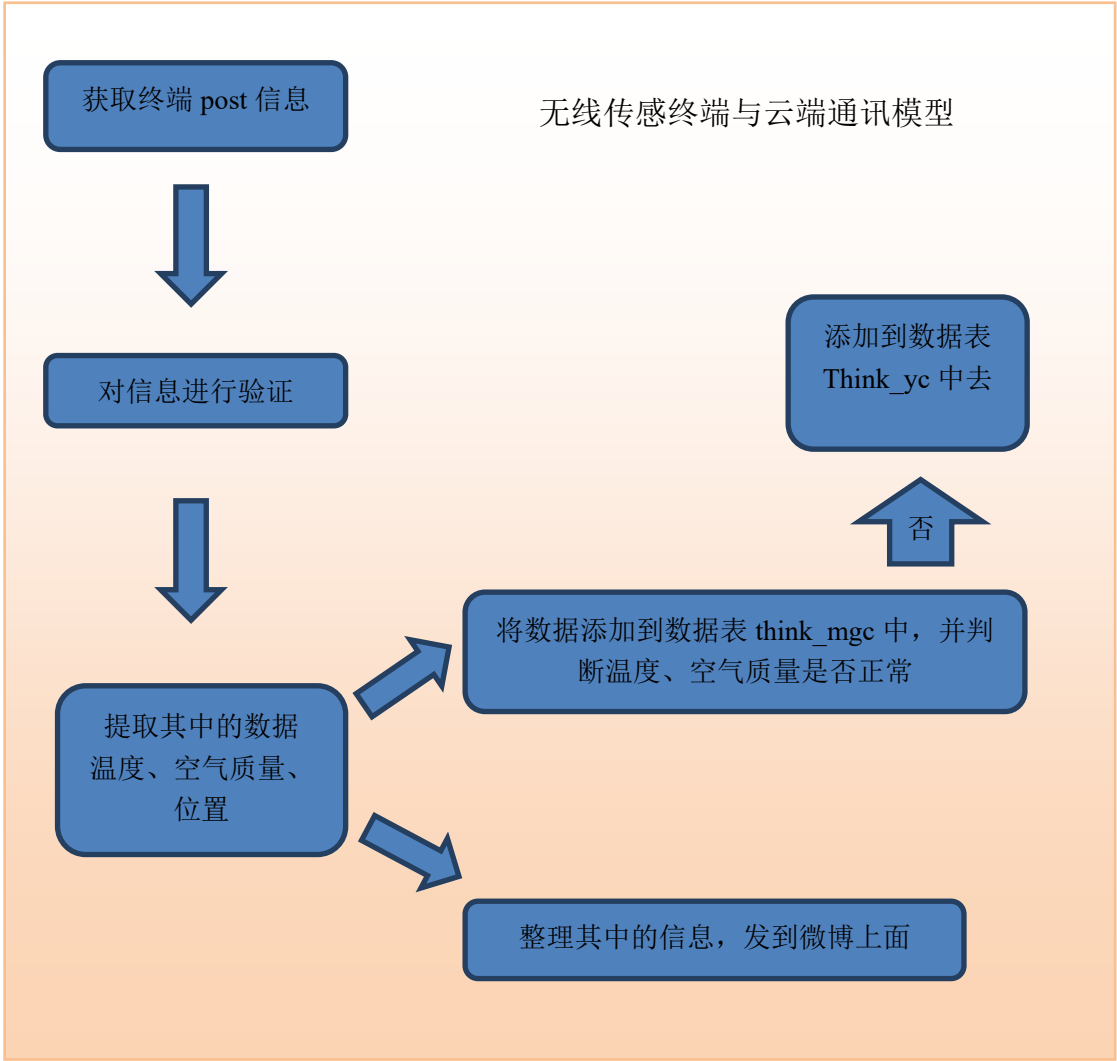 获取终端 post 信息
无线传感终端与云端通讯模型
对信息进行验证
添加到数据表
Think_yc 中去
否
将数据添加到数据表 think_mgc 中，并判
断温度、空气质量是否正常
提取其中的数据
温度、空气质量、
位置
整理其中的信息，发到微博上面